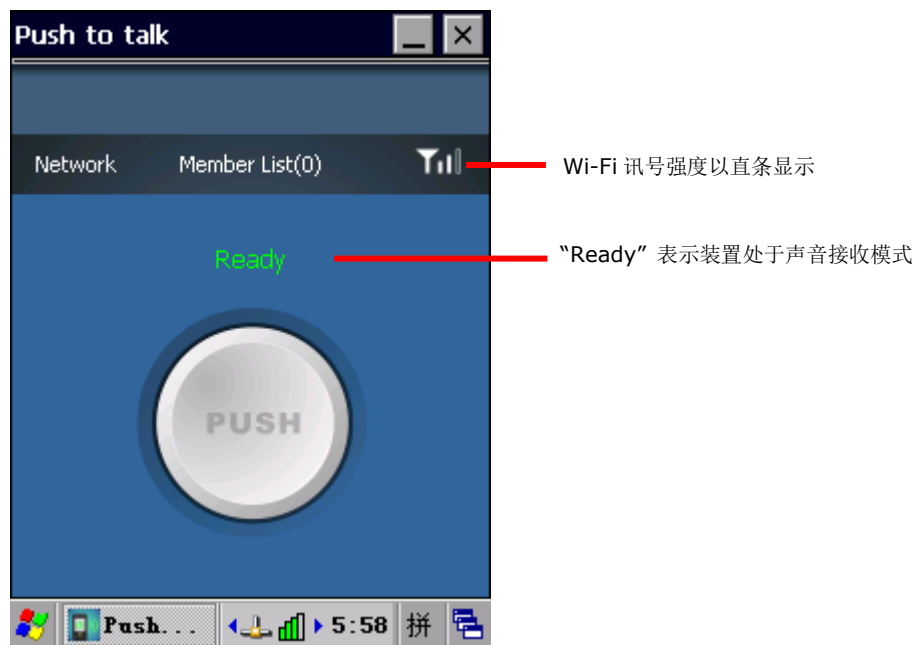 Push to talk
Network Member List(0)
Wi-Fi 讯号强度以直条显示
Ready
“Ready” 表示装置处于声音接收模式
PUSH
Push... 5:58 拼